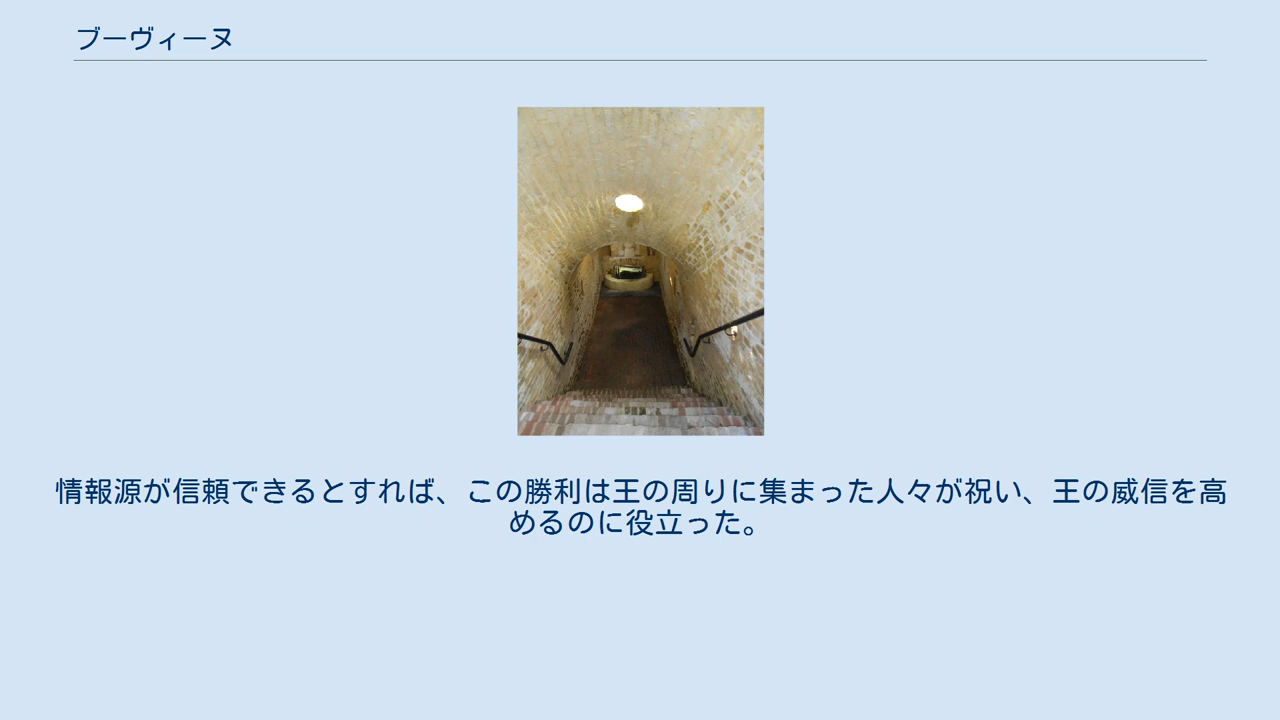 ブーヴィーヌ
情報源が信頼できるとすれば、この勝利は王の周りに集まった人々が祝い、王の威信を高
めるのに役立った。